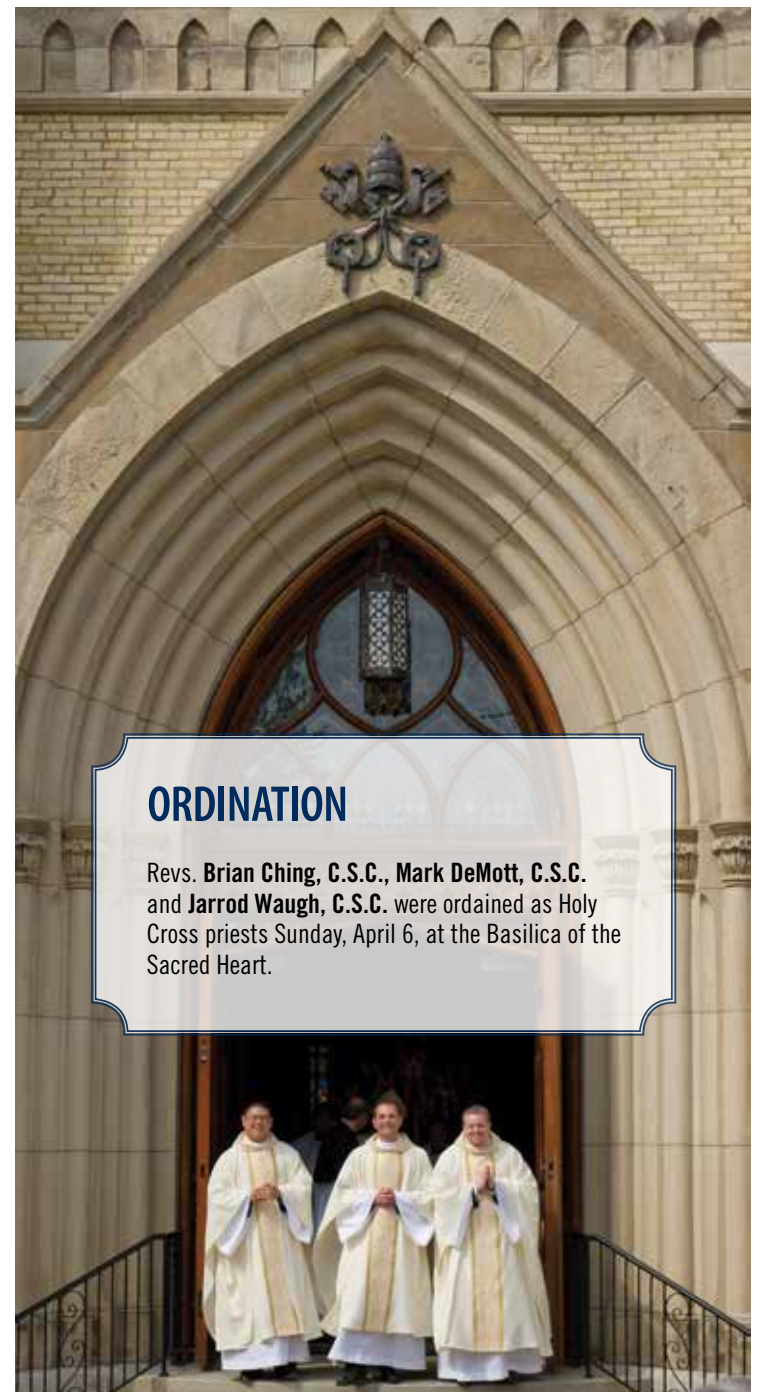 ORDINATION
Revs. Brian Ching, C.S.C., Mark DeMott, C.S.C.
and Jarrod Waugh, C.S.C. were ordained as Holy
Cross priests Sunday, April 6, at the Basilica of the
Sacred Heart.